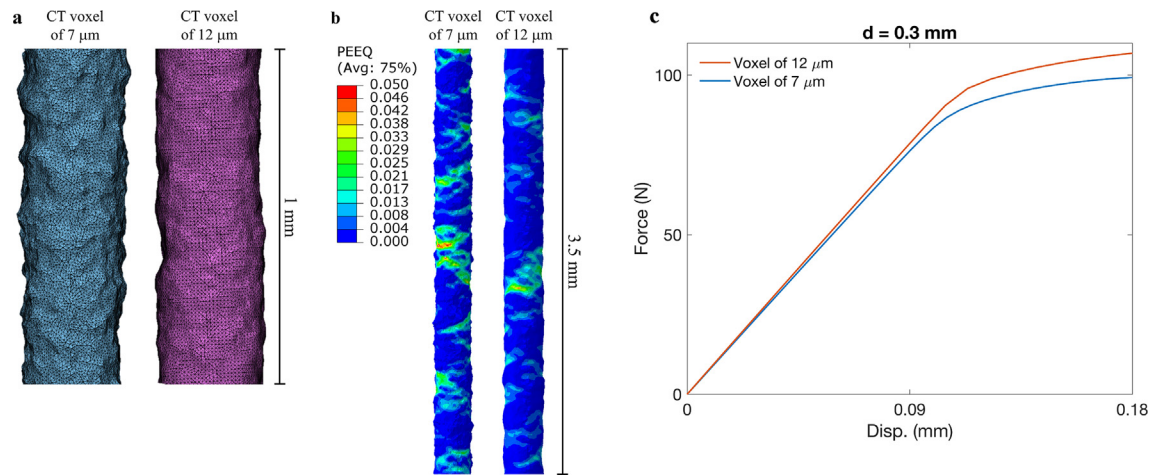 a
CT voxel
of 7 μm
CT voxel
of 12 μm
1 mm
b
CT voxel
of 7 μm
CT voxel
of 12 μm
PEEQ
(Avg: 75%)
0.050
0.046
0.042
0.038
0.033
0.029
0.025
0.021
0.017
0.013
0.008
0.004
0.000
3.5 mm
c
d = 0.3 mm
Voxel of 12 μm
Voxel of 7 μm
100
50
0
Force (N)
0
0.09
0.18
Disp. (mm)